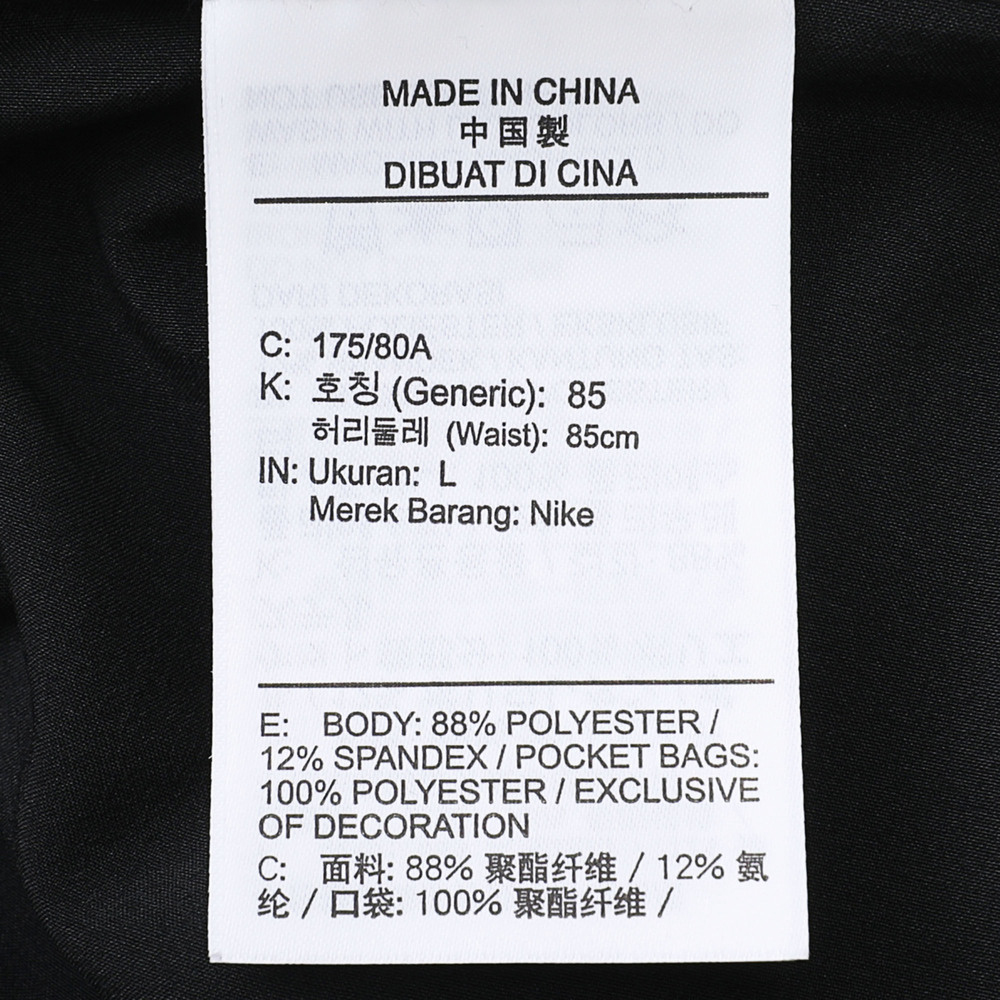 MADE IN CHINA
中国製
DIBUAT DI CINA
C: 175/80A
K: 호칭 (Generic): 85
허리둘레 (Waist): 85cm
IN: Ukuran: L
Merek Barang: Nike
E: BODY: 88% POLYESTER /
12% SPANDEX / POCKET BAGS:
100% POLYESTER / EXCLUSIVE
OF DECORATION
C: 面料: 88% 聚酯纤维 / 12% 氨
纶 / 口袋: 100% 聚酯纤维 /